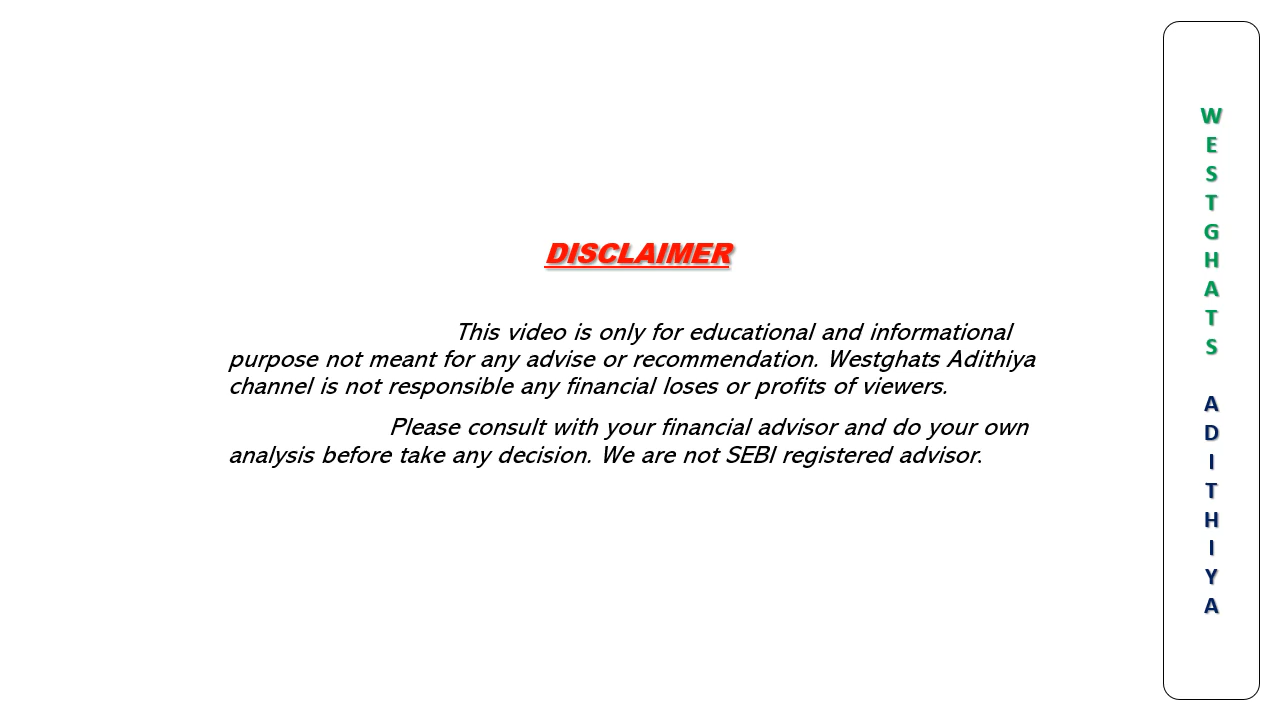 DISCLAIMER
This video is only for educational and informational
purpose not meant for any advise or recommendation. Westghats Adithiya
channel is not responsible any financial loses or profits of viewers.
Please consult with your financial advisor and do your own
analysis before take any decision. We are not SEBI registered advisor.
W
E
S
T
G
H
A
T
S
A
D
I
T
H
I
Y
A